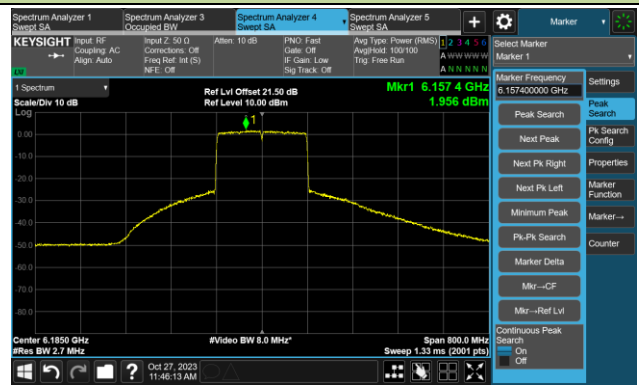 Spectrum Analyzer 1
Swept SA
Spectrum Analyzer 3
Occupied BW
Spectrum Analyzer 4
Swept SA
Spectrum Analyzer 5
Swept SA
+
Marker
KEYSIGHT
Input: RF
Coupling: AC
Align: Auto
Input Z: 50 Ω
Corrections: Off
Freq Ref: Int (S)
NFE: Off
Atten: 10 dB
PNO: Fast
Gate: Off
IF Gain: Low
Sig Track: Off
Avg Type: Power (RMS)
Avg|Hold: 100/100
Trig: Free Run
1 2 3 4 5 6
A W W W W W
A N N N N N
Select Marker
Marker 1
1 Spectrum
Scale/Div 10 dB
Log
Ref Lvl Offset 21.50 dB
Ref Level 10.00 dBm
Mkr1 6.157 4 GHz
1.956 dBm
1
0.00
-10.0
-20.0
-30.0
-40.0
-50.0
-60.0
-70.0
-80.0
Center 6.1850 GHz
#Res BW 2.7 MHz
#Video BW 8.0 MHz*
Span 800.0 MHz
Sweep 1.33 ms (2001 pts)
Marker Frequency
6.157400000 GHz
Peak Search
Next Peak
Next Pk Right
Next Pk Left
Minimum Peak
Pk-Pk Search
Marker Delta
Mkr→CF
Mkr→Ref Lvl
Continuous Peak
Search
On
Off
Settings
Peak
Search
Pk Search
Config
Properties
Marker
Function
Marker→
Counter
?
Oct 27, 2023
11:46:13 AM